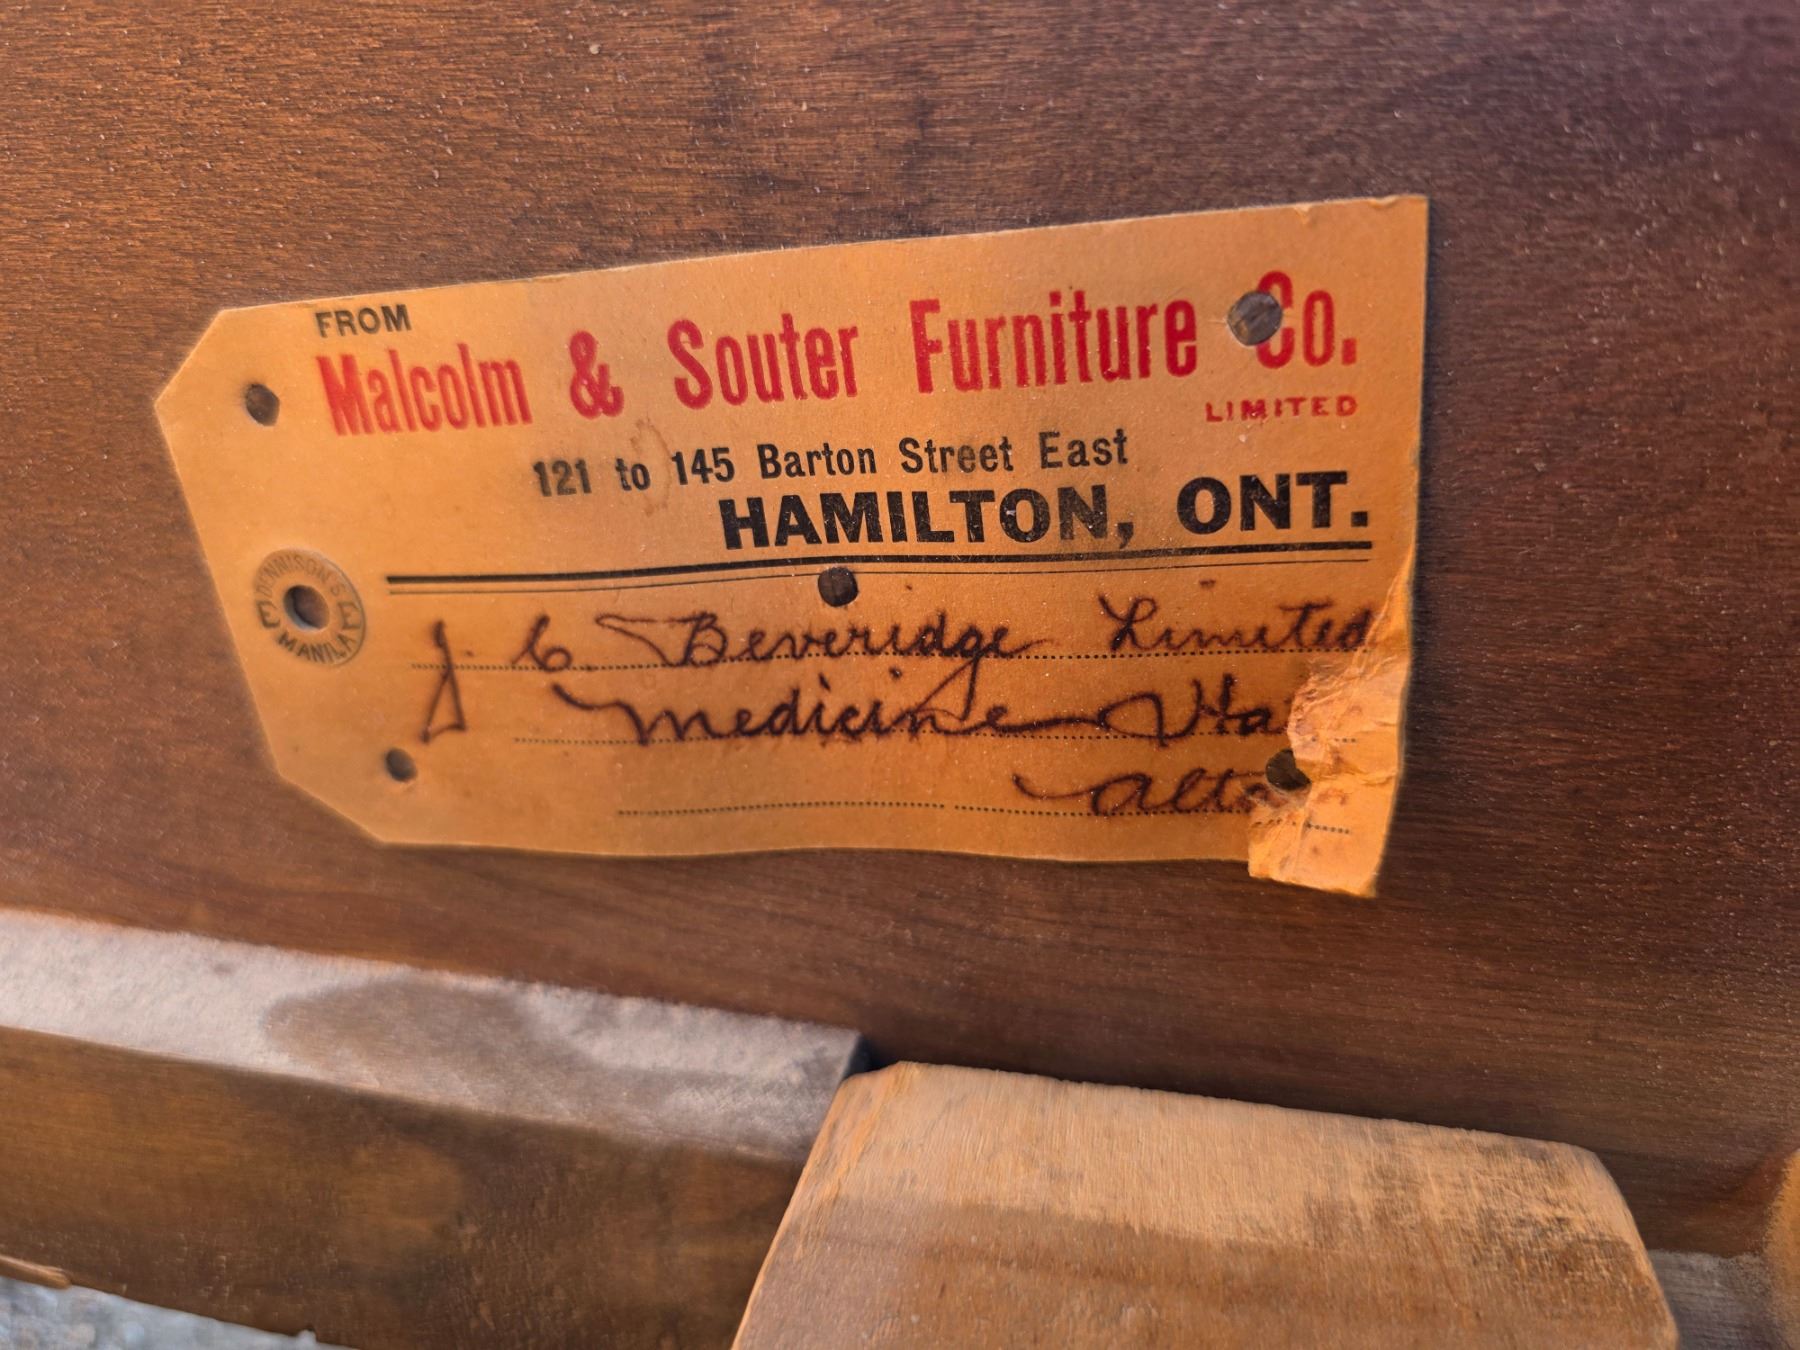 FROM
Malcolm & Souter Furniture Co.
LIMITED
121 to 145 Barton Street East
HAMILTON, ONT.
DENNISON'S
MANILA
J. C. Beveridge Limited
Medicine
Alta